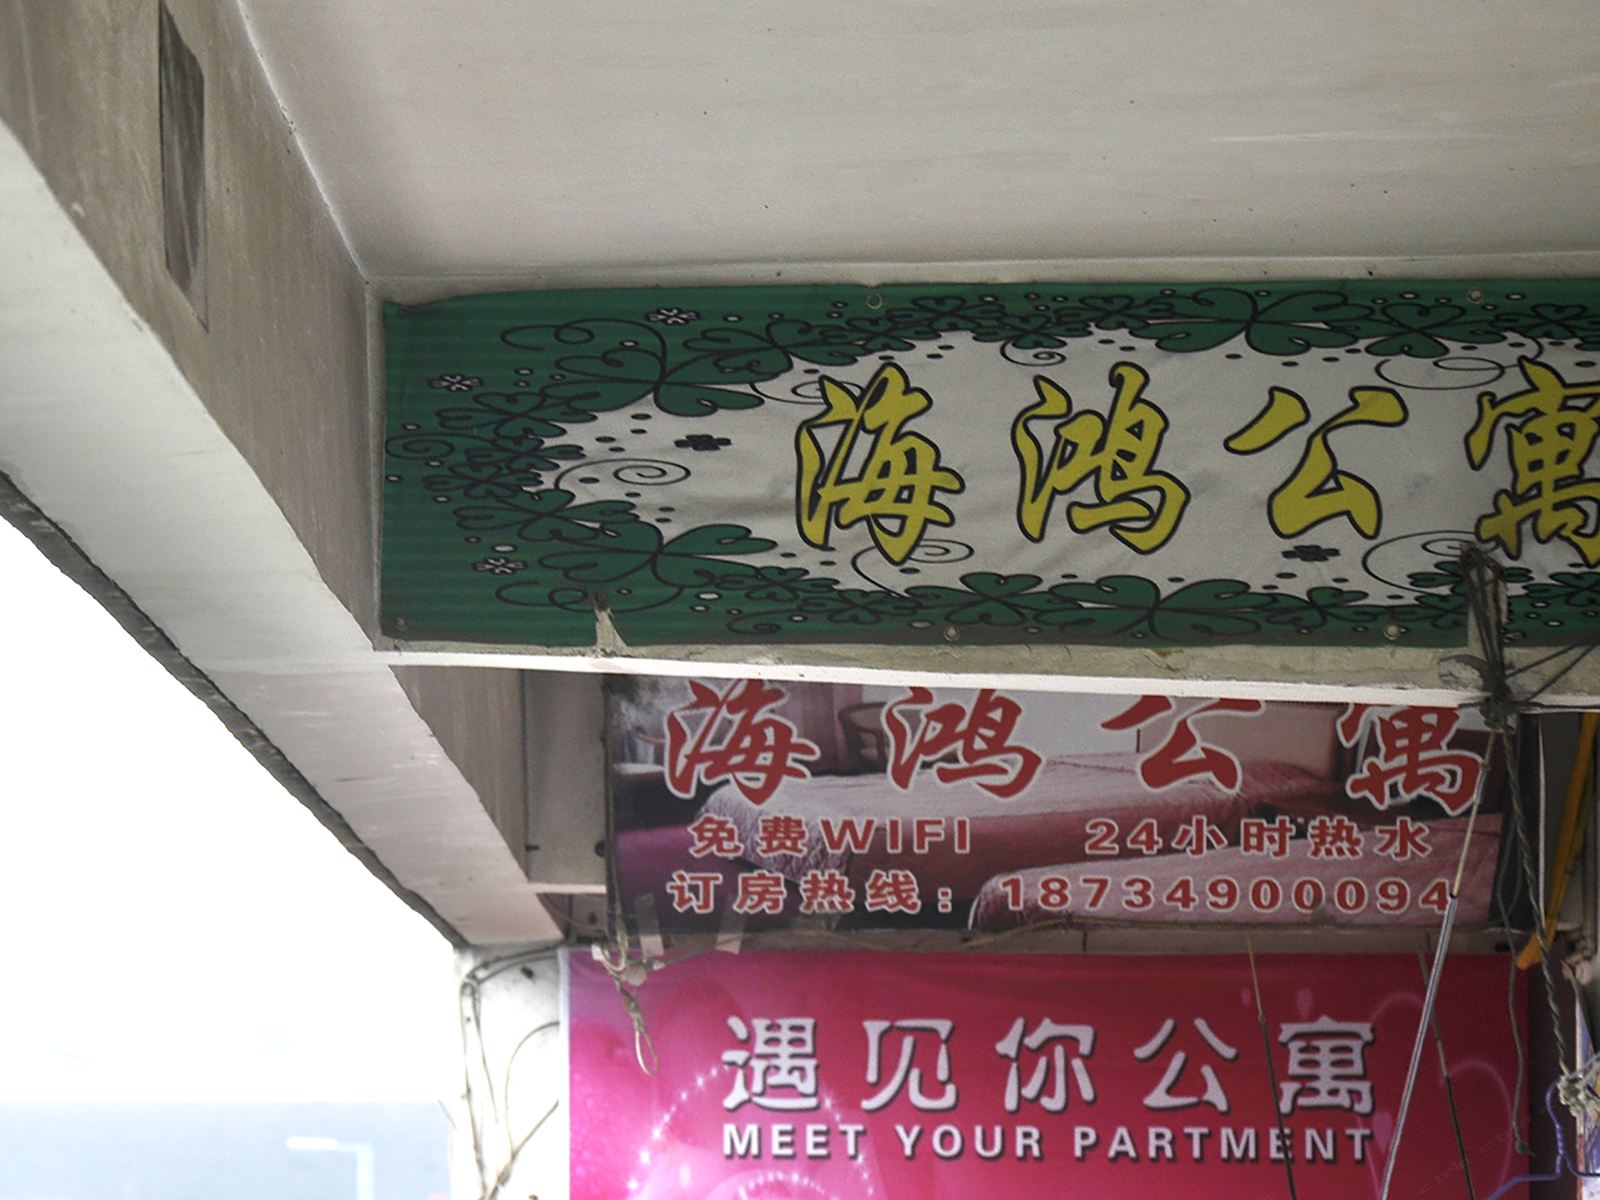 海鸿公寓
海鸿公寓
免费WIFI 24小时热水
订房热线：18734900094
遇见你公寓
MEET YOUR PARTMENT